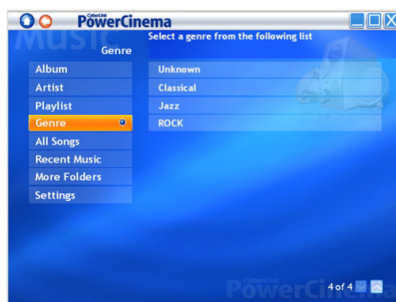 CyberLink
PowerCinema
Music
Select a genre from the following list
Genre
Album
Artist
Playlist
Genre
All Songs
Recent Music
More Folders
Settings
Unknown
Classical
Jazz
ROCK
4 of 4
CyberLink
PowerCinema